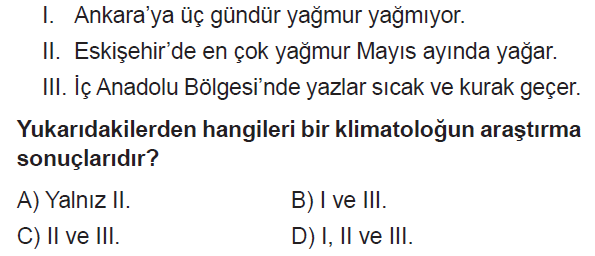 I. Ankara’ya üç gündür yağmur yağmıyor.
II. Eskişehir’de en çok yağmur Mayıs ayında yağar.
III. İç Anadolu Bölgesi’nde yazlar sıcak ve kurak geçer.
Yukarıdakilerden hangileri bir klimatoloğun araştırma
sonuçlarıdır?
A) Yalnız II. B) I ve III.
C) II ve III. D) I, II ve III.